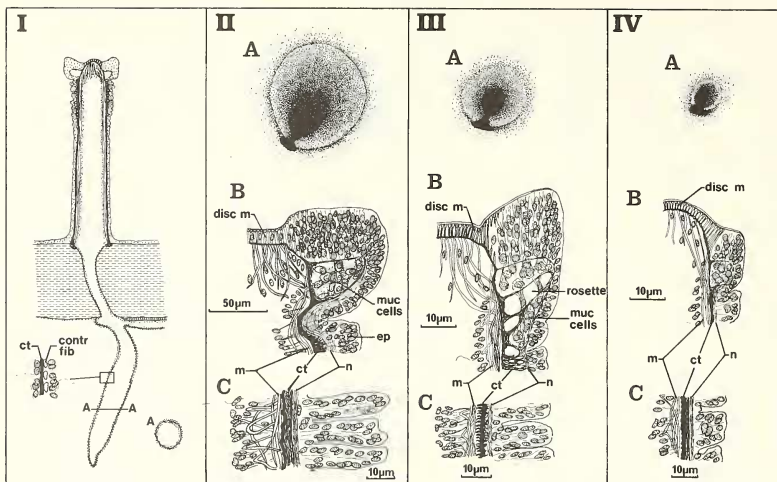 I
ct
contr
fib
A
A
A
II
A
B
disc m
50µm
muc
cells
ep
m
ct
n
C
10µm
III
A
B
disc m
rosette
10µm
muc
cells
m
ct
n
C
10µm
IV
A
disc m
B
10µm
m
ct
n
C
10µm